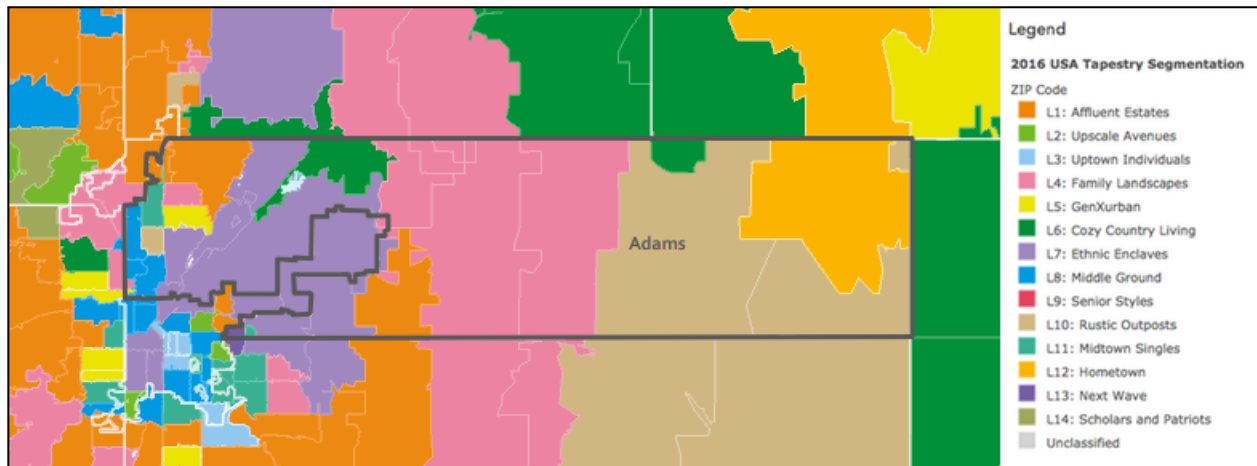 Legend
2016 USA Tapestry Segmentation
ZIP Code
L1: Affluent Estates
L2: Upscale Avenues
L3: Uptown Individuals
L4: Family Landscapes
L5: GenXurban
L6: Cozy Country Living
L7: Ethnic Enclaves
L8: Middle Ground
L9: Senior Styles
L10: Rustic Outposts
L11: Midtown Singles
L12: Hometown
L13: Next Wave
L14: Scholars and Patriots
Unclassified
Adams